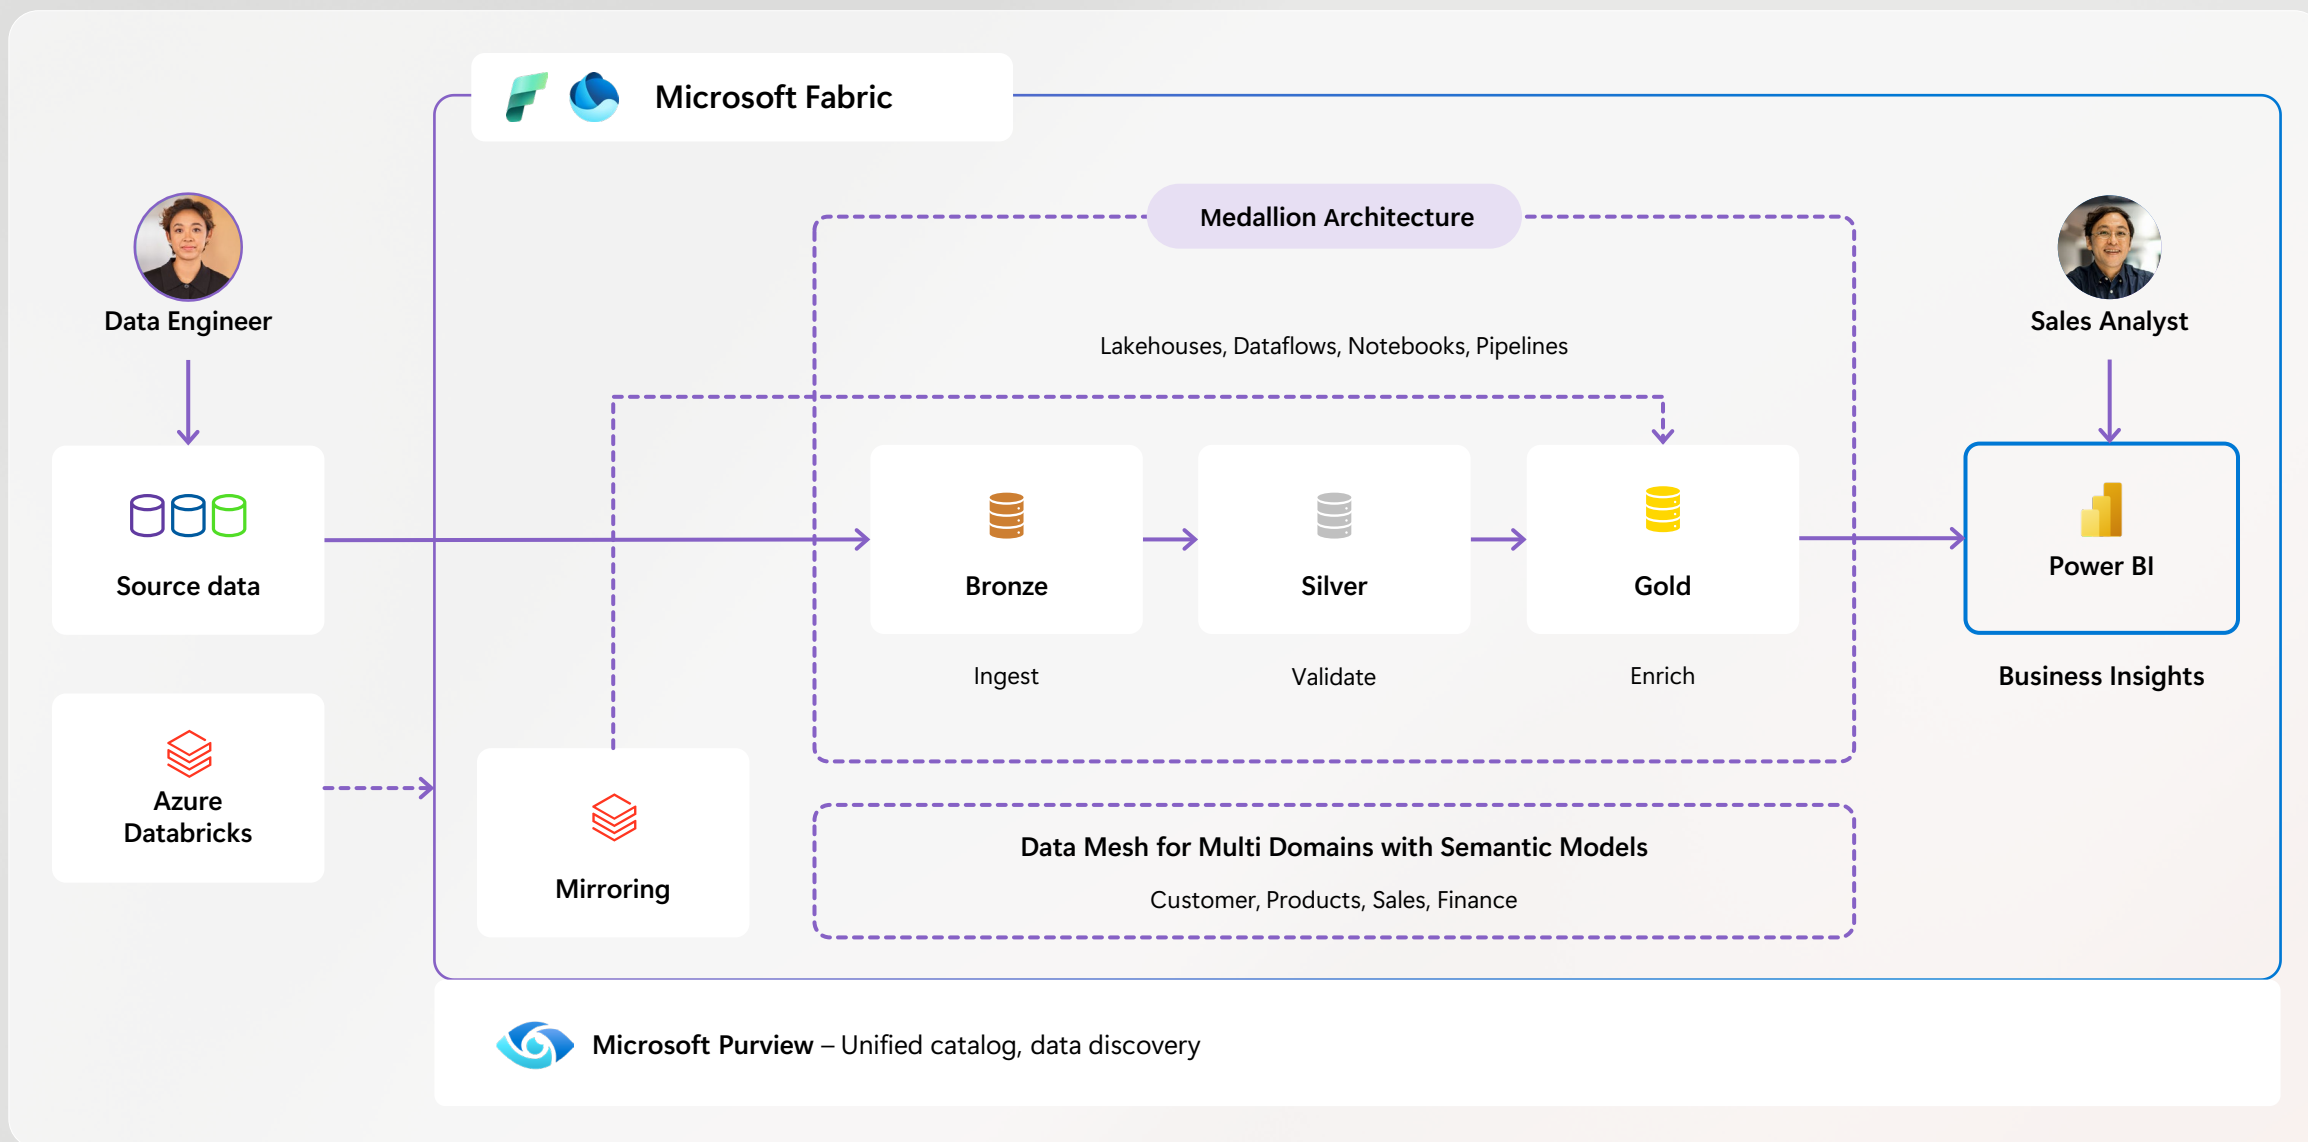 Microsoft Fabric
Medallion Architecture
Data Engineer
Sales Analyst
Lakehouses, Dataflows, Notebooks, Pipelines
Source data
Bronze
Silver
Gold
Power BI
Ingest
Validate
Enrich
Business Insights
Azure
Databricks
Mirroring
Data Mesh for Multi Domains with Semantic Models
Customer, Products, Sales, Finance
Microsoft Purview – Unified catalog, data discovery